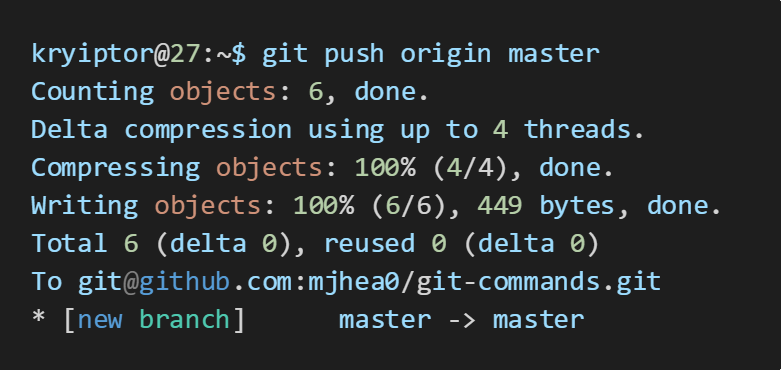 kryiptor@27:~$ git push origin master
Counting objects: 6, done.
Delta compression using up to 4 threads.
Compressing objects: 100% (4/4), done.
Writing objects: 100% (6/6), 449 bytes, done.
Total 6 (delta 0), reused 0 (delta 0)
To git@github.com:mjhea0/git-commands.git
* [new branch]      master -> master